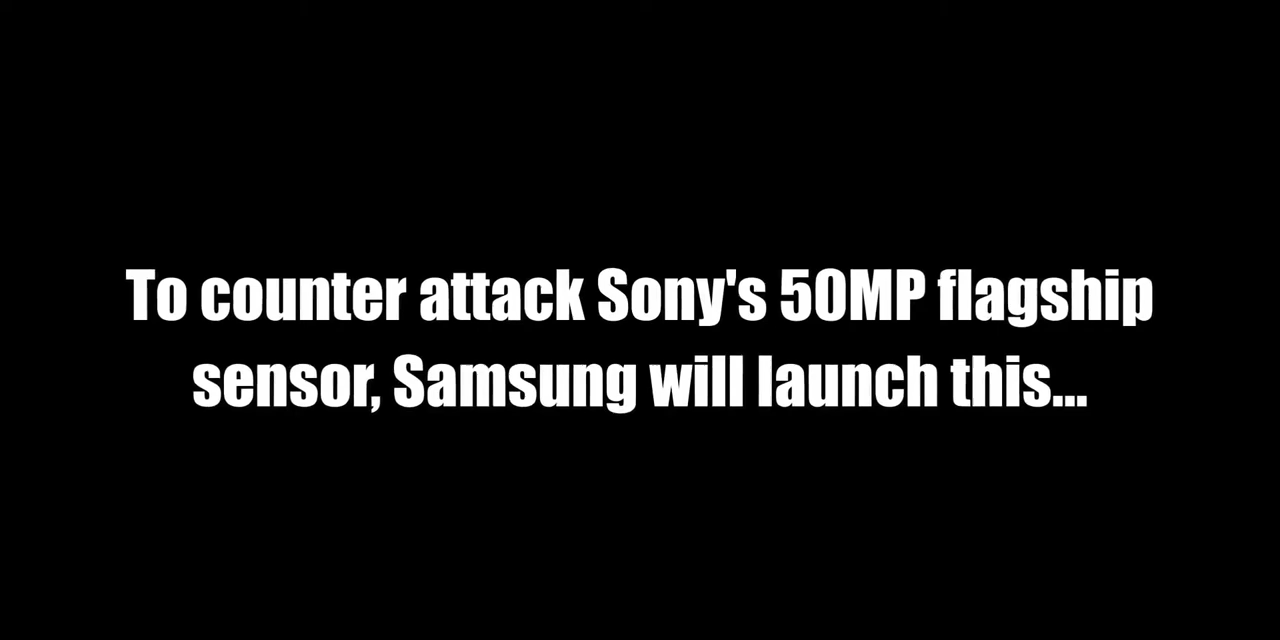 To counter attack Sony's 50MP flagship
sensor, Samsung will launch this...